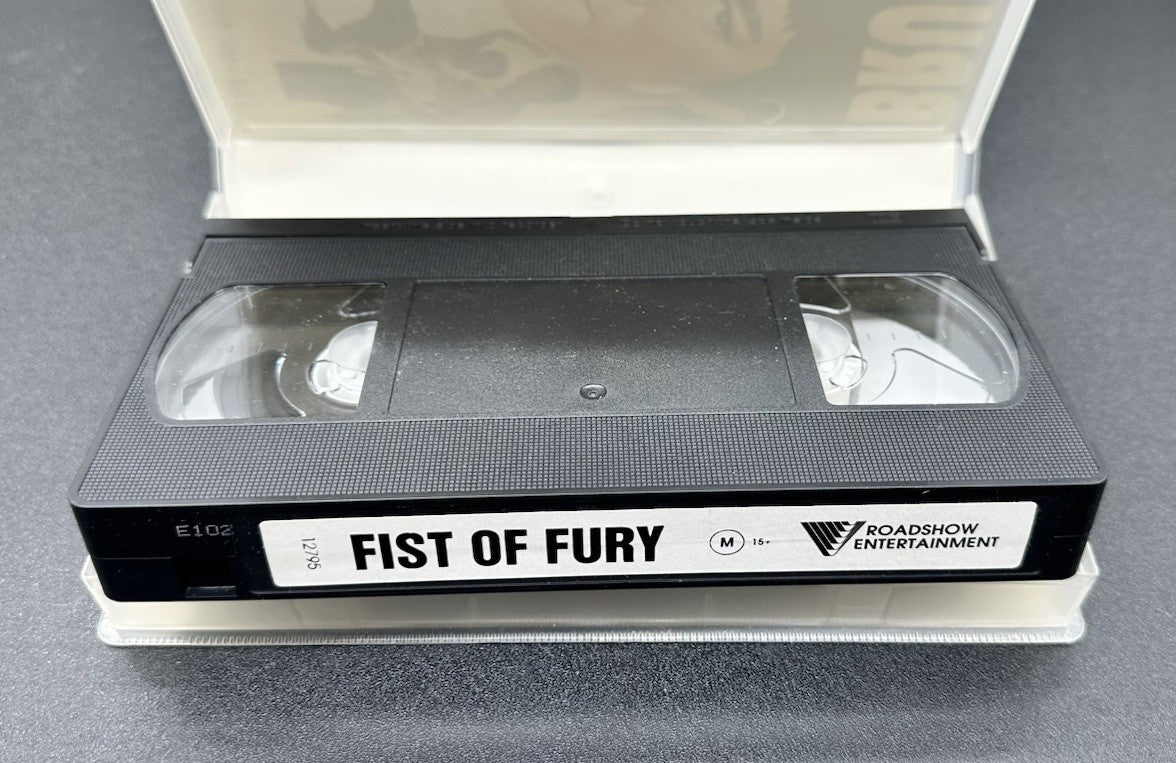 E102
12795
FIST OF FURY
M 15+
ROADSHOW
ENTERTAINMENT